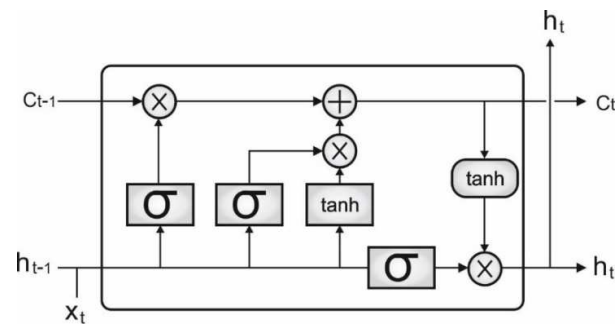 h_t
C_{t-1} × + C_t
×
σ σ tanh tanh
h_{t-1} σ × h_t
x_t